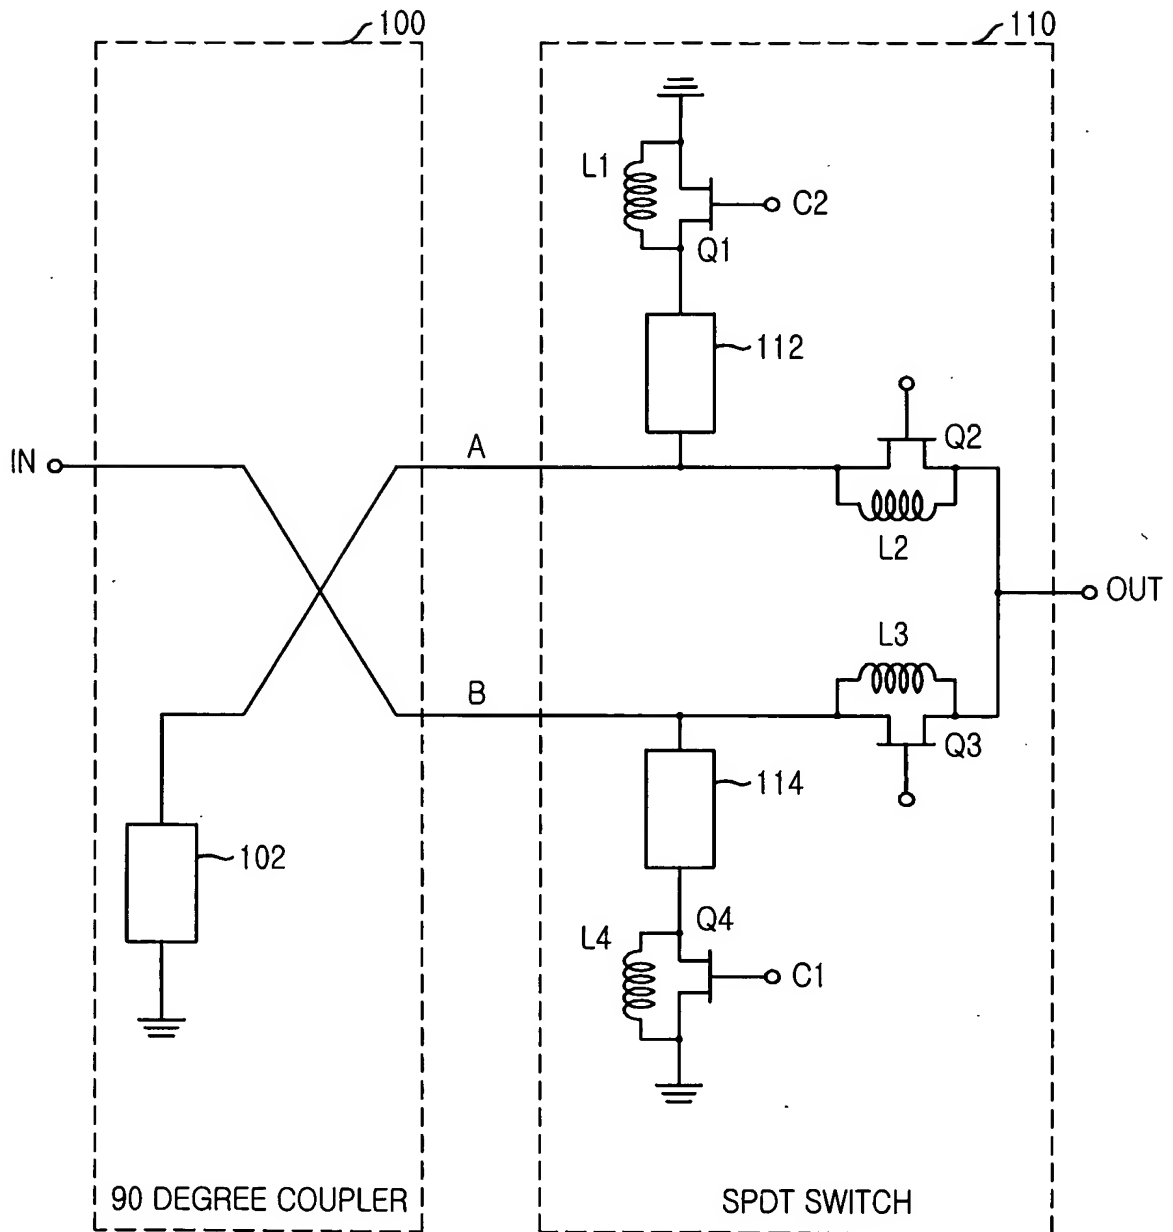 100
110
L1
C2
Q1
112
IN
A
Q2
L2
OUT
L3
B
Q3
114
102
Q4
L4
C1
90 DEGREE COUPLER
SPDT SWITCH